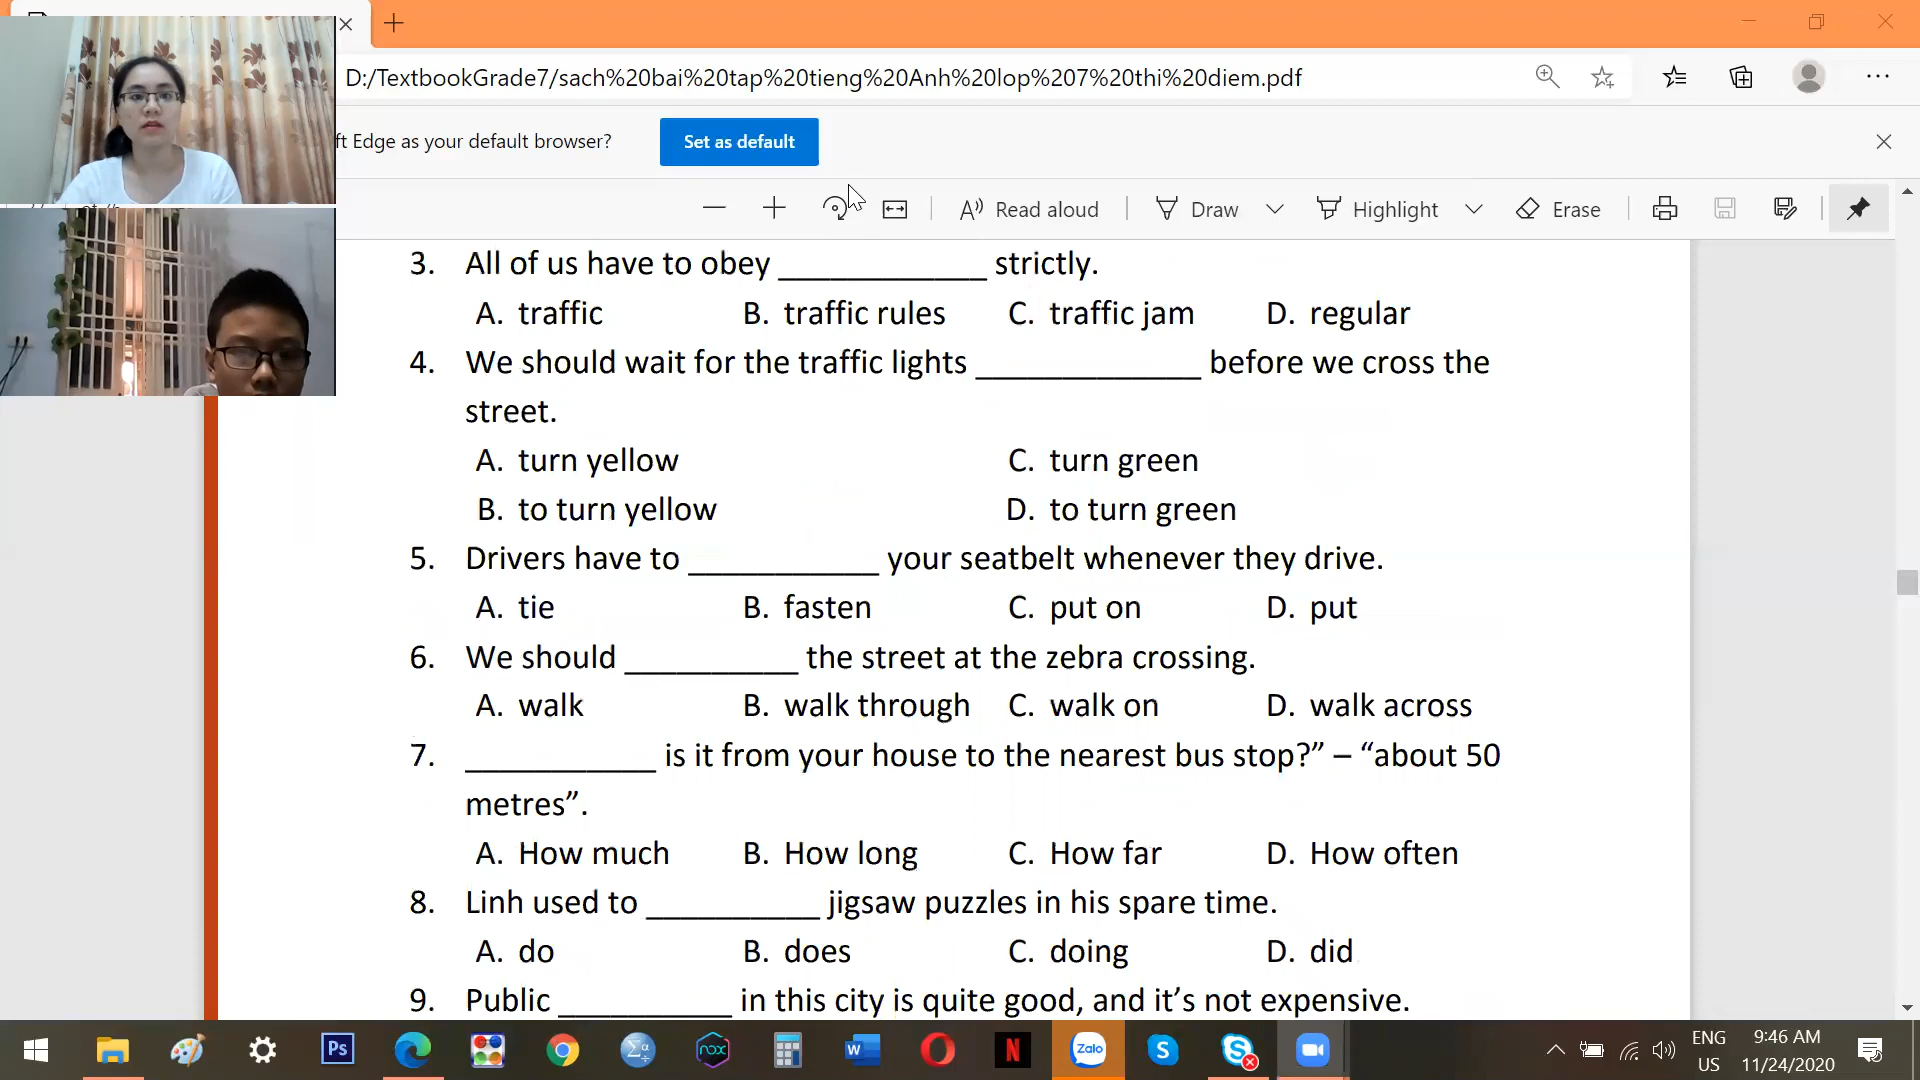 D:/TextbookGrade7/sach%20bai%20tap%20tieng%20Anh%20lop%207%20thi%20diem.pdf
ft Edge as your default browser?
Set as default
Read aloud
Draw
Highlight
Erase
3. All of us have to obey ____________ strictly.
A. traffic B. traffic rules C. traffic jam D. regular
4. We should wait for the traffic lights _____________ before we cross the
street.
A. turn yellow C. turn green
B. to turn yellow D. to turn green
5. Drivers have to ___________ your seatbelt whenever they drive.
A. tie B. fasten C. put on D. put
6. We should __________ the street at the zebra crossing.
A. walk B. walk through C. walk on D. walk across
7. ___________ is it from your house to the nearest bus stop?” – “about 50
metres”.
A. How much B. How long C. How far D. How often
8. Linh used to __________ jigsaw puzzles in his spare time.
A. do B. does C. doing D. did
9. Public __________ in this city is quite good, and it’s not expensive.
Ps
nox
W
N
Zalo
S
S
ENG
US
9:46 AM
11/24/2020